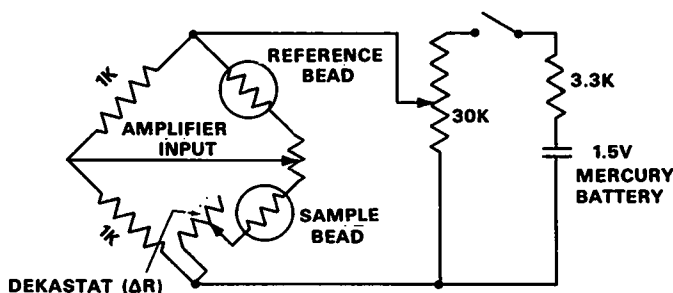 1K
REFERENCE
BEAD
30K
3.3K
AMPLIFIER
INPUT
1.5V
MERCURY
BATTERY
1K
SAMPLE
BEAD
DEKASTAT (ΔR)